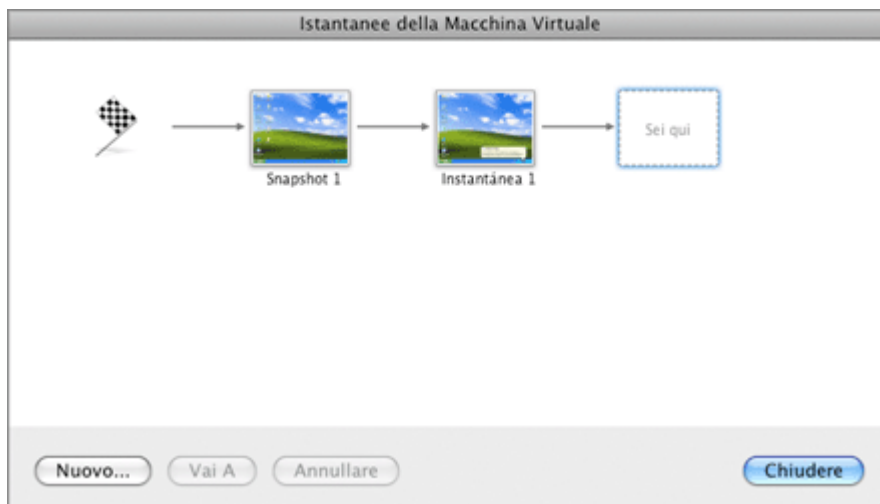 Istantanee della Macchina Virtuale
Sei qui
Snapshot 1
Instantánea 1
Nuovo...
Vai A
Annullare
Chiudere